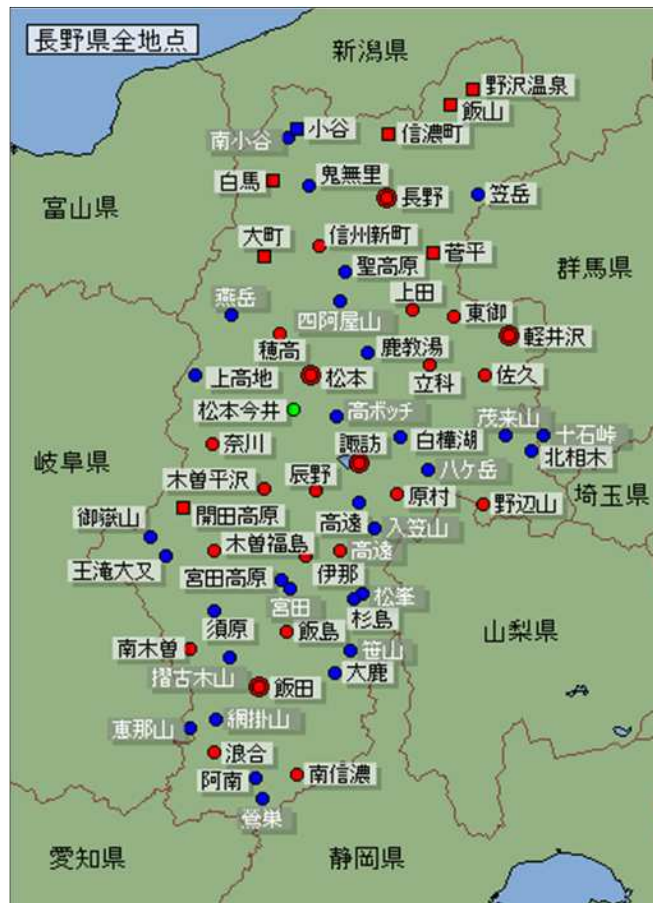 長野県全地点
新潟県
野沢温泉
飯山
小谷
信濃町
南小谷
白馬
鬼無里
長野
笠岳
富山県
信州新町
大町
菅平
聖高原
群馬県
燕岳
四阿屋山
上田
東御
穂高
鹿教湯
軽井沢
上高地
松本
立科
佐久
松本今井
高ボッチ
茂来山
十石峠
奈川
諏訪
白樺湖
北相木
岐阜県
八ケ岳
木曽平沢
辰野
原村
野辺山
埼玉県
御嶽山
開田高原
高遠
入笠山
木曽福島
高遠
王滝大又
宮田高原
伊那
宮田
松峯
杉島
須原
飯島
山梨県
南木曽
笹山
摺古木山
飯田
大鹿
恵那山
網掛山
浪合
阿南
南信濃
鶯巣
愛知県
静岡県